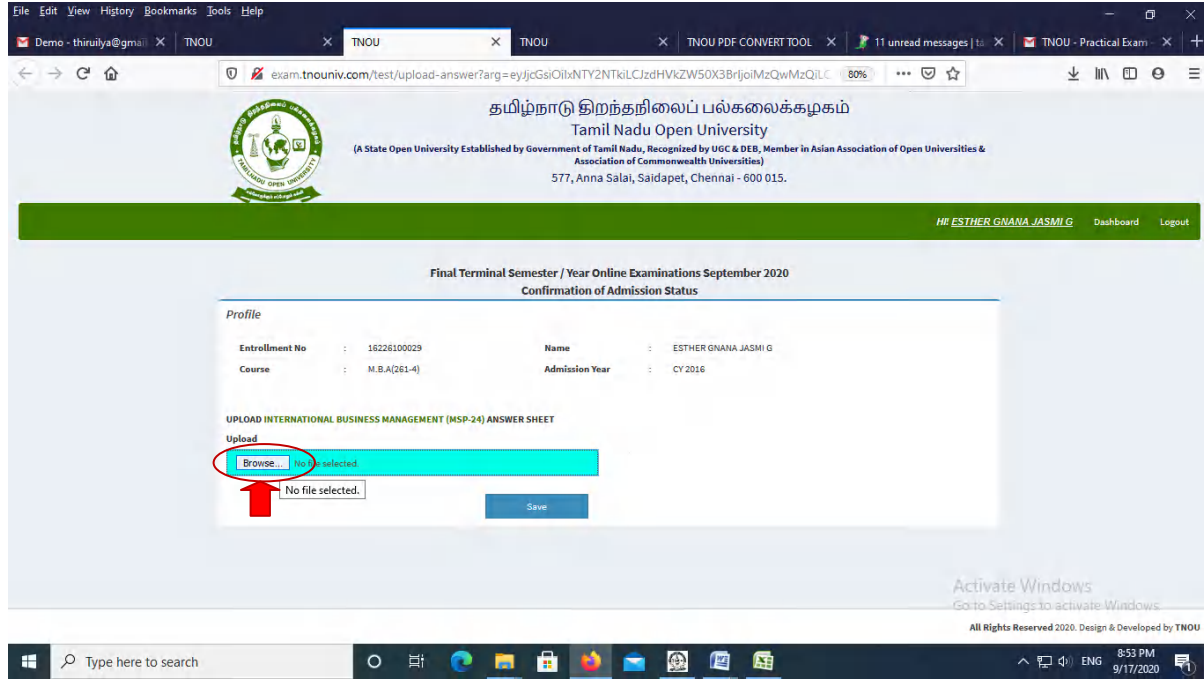 File Edit View History Bookmarks Tools Help
Demo - thiruilya@gmai TNOU TNOU TNOU TNOU PDF CONVERT TOOL 11 unread messages | ta TNOU - Practical Exam -
exam.tnouniv.com/test/upload-answer?arg= 80%
தமிழ்நாடு திறந்தநிலைப் பல்கலைக்கழகம்
Tamil Nadu Open University
(A State Open University Established by Government of Tamil Nadu, Recognized by UGC & DEB, Member in Asian Association of Open Universities &
Association of Commonwealth Universities)
577, Anna Salai, Saidapet, Chennai - 600 015.
HI! ESTHER GNANA JASMI G Dashboard Logout
Final Terminal Semester / Year Online Examinations September 2020
Confirmation of Admission Status
Profile
Entrollment No : 16226100029 Name : ESTHER GNANA JASMI G
Course : M.B.A(261-4) Admission Year : CY 2016
UPLOAD INTERNATIONAL BUSINESS MANAGEMENT (MSP-24) ANSWER SHEET
Upload
Browse... No file selected.
No file selected.
Save
Activate Windows
Go to Settings to activate Windows.
All Rights Reserved 2020. Design & Developed by TNOU
Type here to search
ENG 8:53 PM
9/17/2020
1